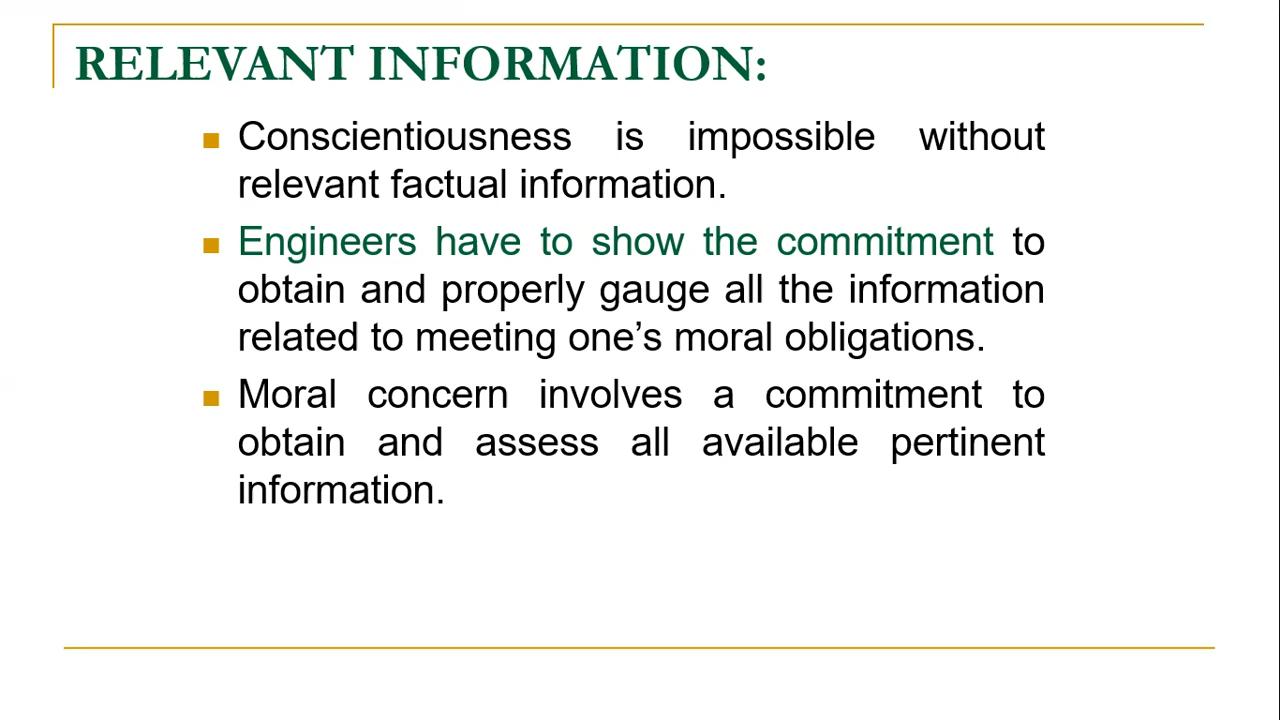 RELEVANT INFORMATION:
Conscientiousness is impossible without
relevant factual information.
Engineers have to show the commitment to
obtain and properly gauge all the information
related to meeting one’s moral obligations.
Moral concern involves a commitment to
obtain and assess all available pertinent
information.